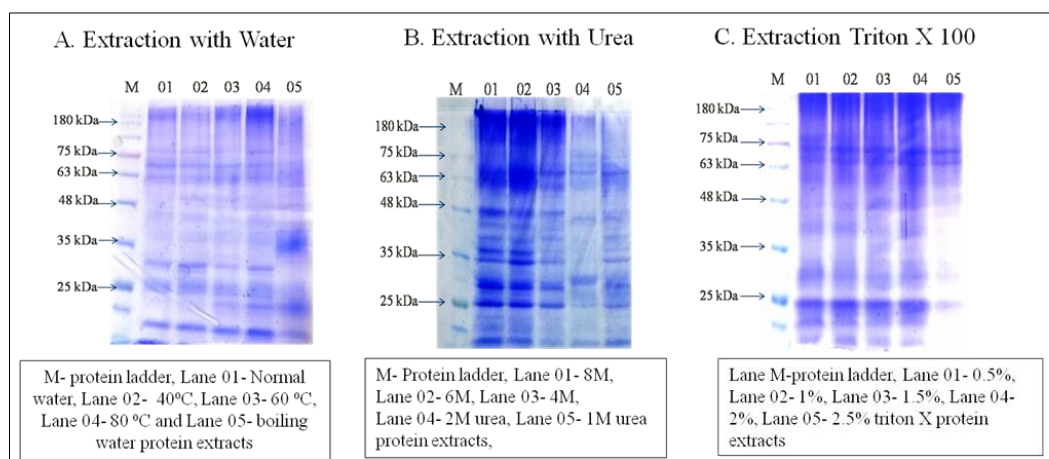 A. Extraction with Water
M 01 02 03 04 05
180 kDa
75 kDa
63 kDa
48 kDa
35 kDa
25 kDa
M- protein ladder, Lane 01- Normal
water, Lane 02- 40°C, Lane 03- 60 °C,
Lane 04- 80 °C and Lane 05- boiling
water protein extracts
B. Extraction with Urea
M 01 02 03 04 05
180 kDa
75 kDa
63 kDa
48 kDa
35 kDa
25 kDa
M- Protein ladder, Lane 01- 8M,
Lane 02- 6M, Lane 03- 4M,
Lane 04- 2M urea, Lane 05- 1M urea
protein extracts,
C. Extraction Triton X 100
M 01 02 03 04 05
180 kDa
75 kDa
63 kDa
48 kDa
35 kDa
25 kDa
Lane M-protein ladder, Lane 01- 0.5%,
Lane 02- 1%, Lane 03- 1.5%, Lane 04-
2%, Lane 05- 2.5% triton X protein
extracts